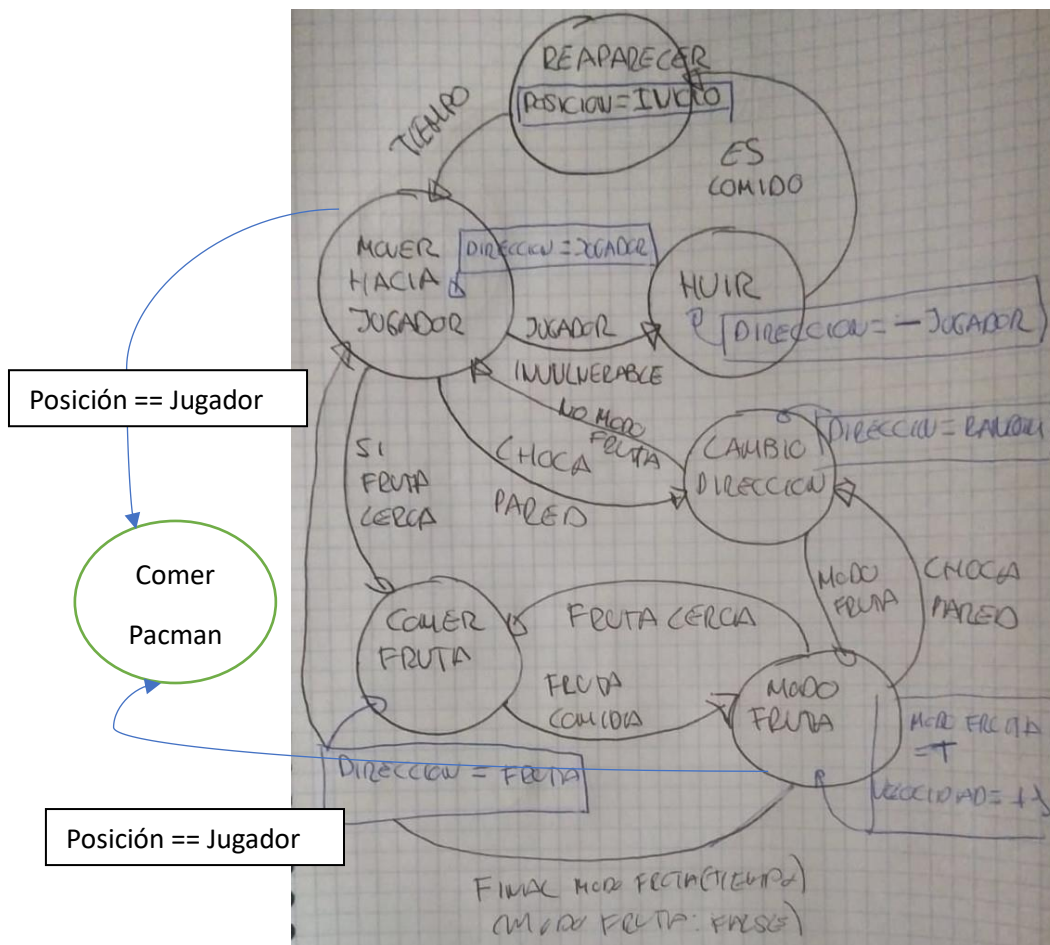 REAPARECER
POSICION = INICIO
TIEMPO
ES
COMIDO
MOVER
HACIA
JUGADOR
DIRECCION = JUGADOR
HUIR
DIRECCION = - JUGADOR
JUGADOR
INVULNERABLE
Posición == Jugador
NO MODO
FRUTA
CAMBIO
DIRECCION
DIRECCION = RANDOM
SI
FRUTA
CERCA
CHOCA
PARED
Comer
Pacman
COMER
FRUTA
FRUTA CERCA
MODO
FRUTA
CHOCA
PARED
FRUTA
COMIDA
MODO
FRUTA
MODO FRUTA
= T
VELOCIDAD = ++
DIRECCION = FRUTA
Posición == Jugador
FINAL MODO FRUTA (TIEMPO)
(MODO FRUTA: FALSE)